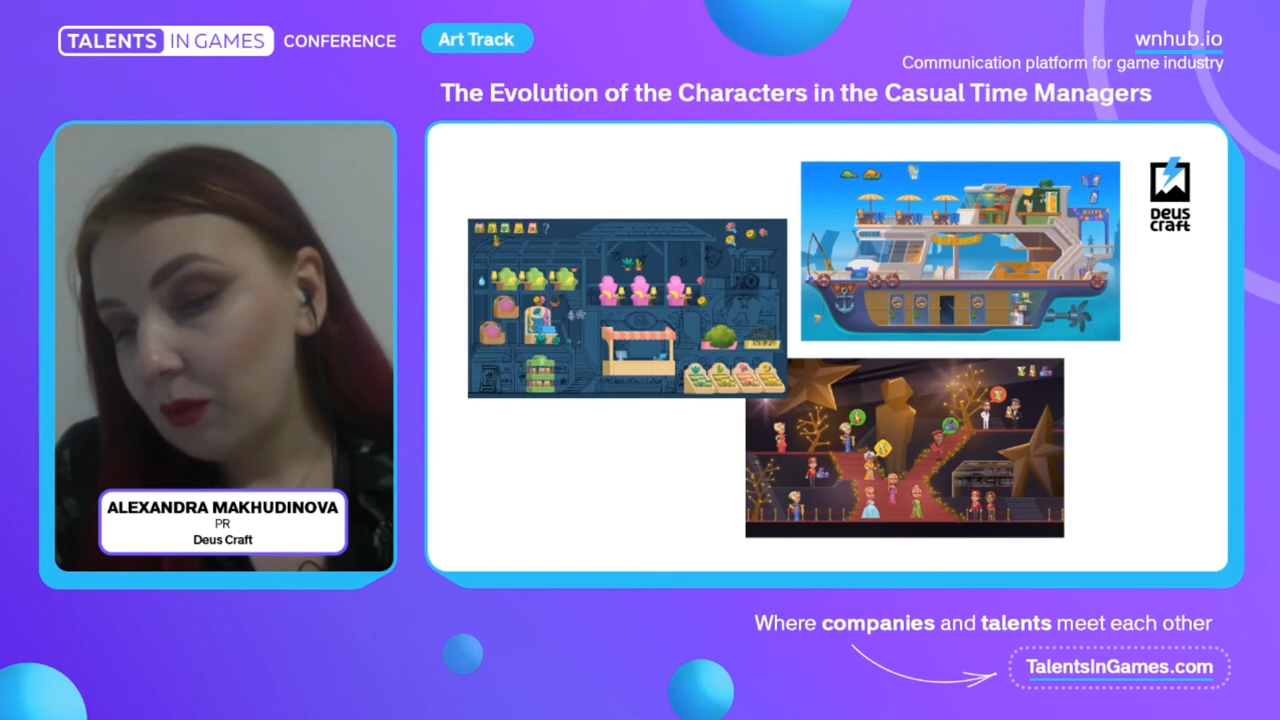 TALENTS IN GAMES CONFERENCE
Art Track
wnhub.io
Communication platform for game industry
The Evolution of the Characters in the Casual Time Managers
DEUS
craft
ALEXANDRA MAKHUDINOVA
PR
Deus Craft
Where companies and talents meet each other
TalentsInGames.com